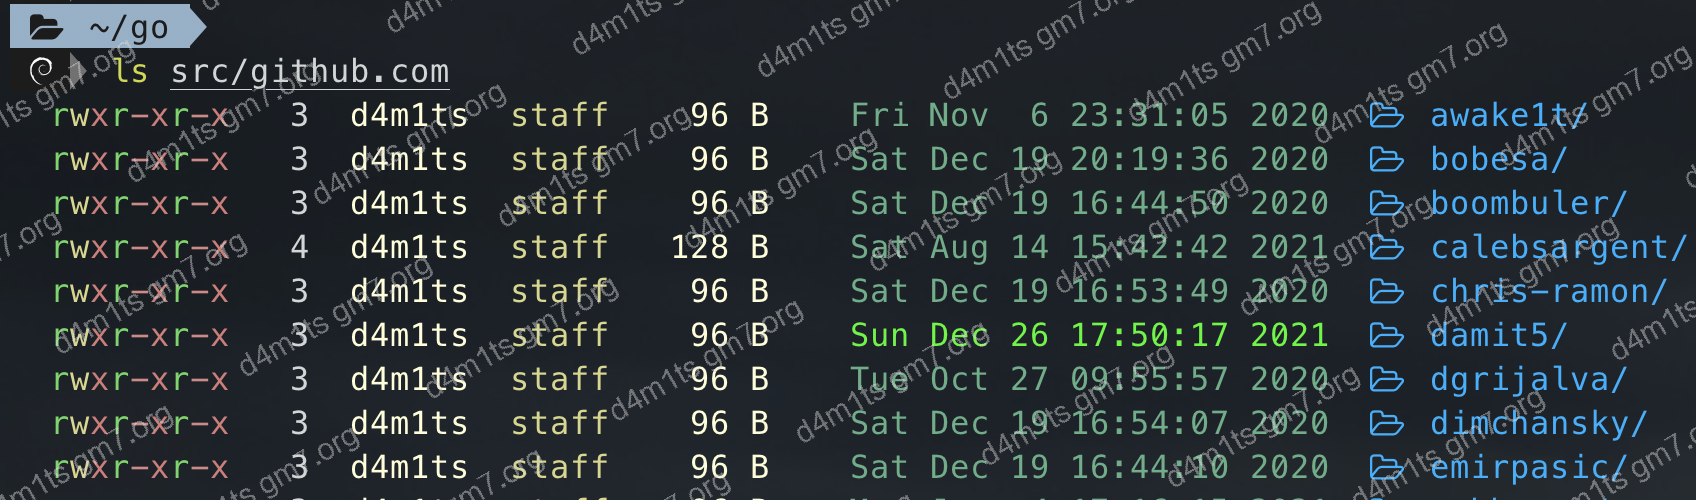 ~/go
ls src/github.com
rwxr-xr-x 3 d4m1ts staff 96 B Fri Nov 6 23:31:05 2020 awake1t/
rwxr-xr-x 3 d4m1ts staff 96 B Sat Dec 19 20:19:36 2020 bobesa/
rwxr-xr-x 3 d4m1ts staff 96 B Sat Dec 19 16:44:50 2020 boombuler/
rwxr-xr-x 4 d4m1ts staff 128 B Sat Aug 14 15:42:42 2021 calebsargent/
rwxr-xr-x 3 d4m1ts staff 96 B Sat Dec 19 16:53:49 2020 chris-ramon/
rwxr-xr-x 3 d4m1ts staff 96 B Sun Dec 26 17:50:17 2021 damit5/
rwxr-xr-x 3 d4m1ts staff 96 B Tue Oct 27 09:55:57 2020 dgrijalva/
rwxr-xr-x 3 d4m1ts staff 96 B Sat Dec 19 16:54:07 2020 dimchansky/
rwxr-xr-x 3 d4m1ts staff 96 B Sat Dec 19 16:44:10 2020 emirpasic/
d4m1ts gm7.org